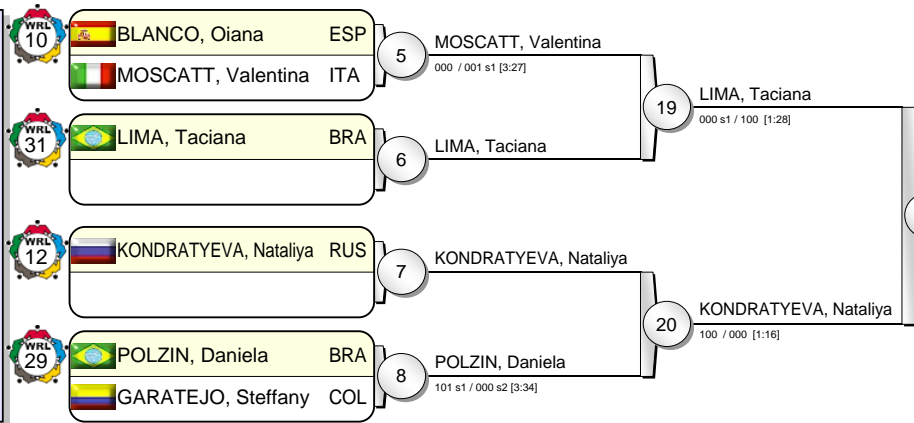 WRL
10
BLANCO, Oiana ESP
MOSCATT, Valentina ITA
5
MOSCATT, Valentina
000 / 001 s1 [3:27]
19
LIMA, Taciana
000 s1 / 100 [1:28]
WRL
31
LIMA, Taciana BRA
6
LIMA, Taciana
WRL
12
KONDRATYEVA, Nataliya RUS
7
KONDRATYEVA, Nataliya
20
KONDRATYEVA, Nataliya
100 / 000 [1:16]
WRL
29
POLZIN, Daniela BRA
GARATEJO, Steffany COL
8
POLZIN, Daniela
101 s1 / 000 s2 [3:34]